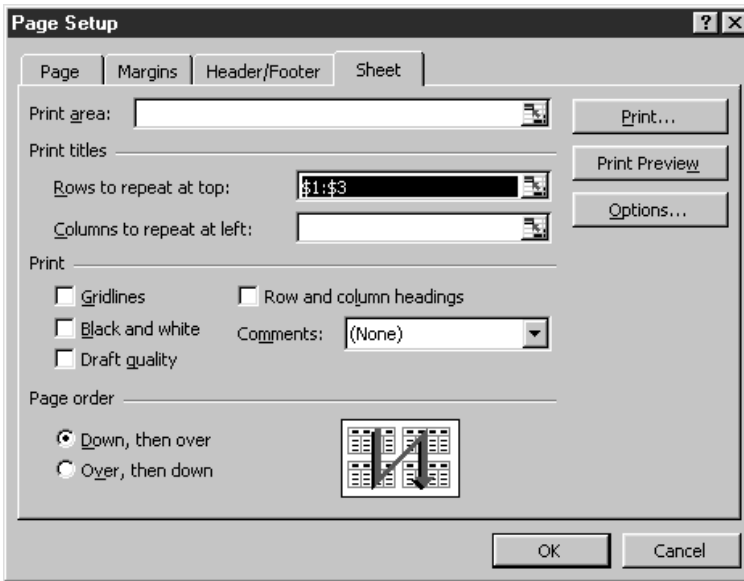 Page Setup
Page Margins Header/Footer Sheet
Print area:
Print...
Print titles
Print Preview
Rows to repeat at top: $1:$3
Options...
Columns to repeat at left:
Print
Gridlines Row and column headings
Black and white Comments: (None)
Draft quality
Page order
Down, then over
Over, then down
OK Cancel